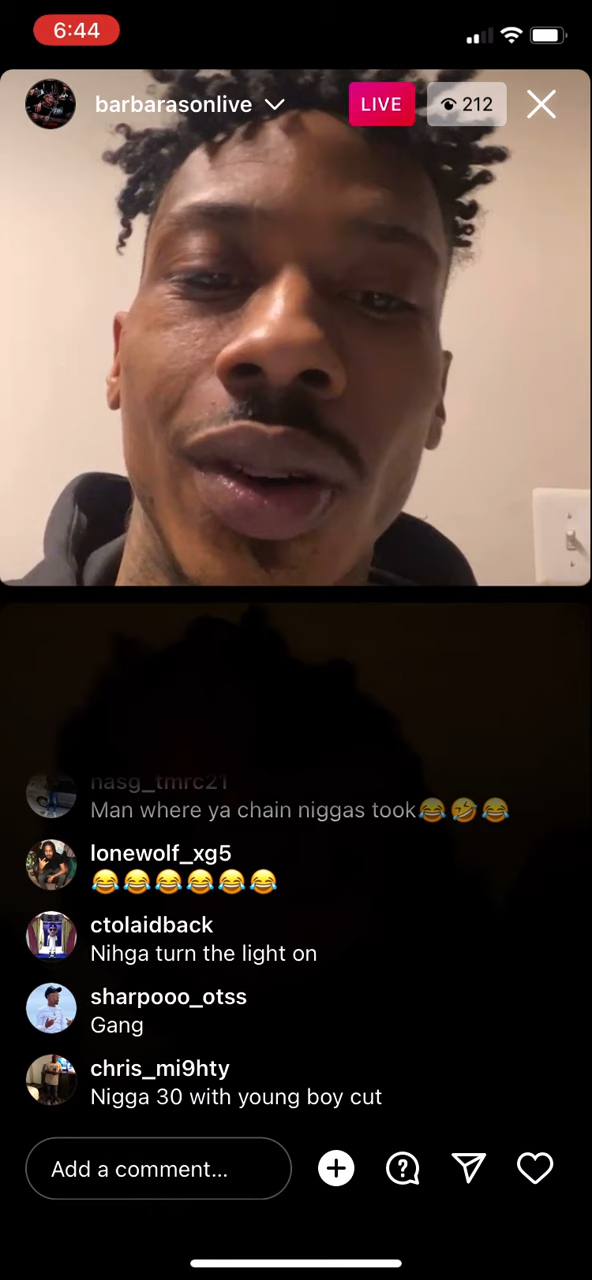 6:44
barbarasonlive
LIVE
212
nasg_tmrc21
Man where ya chain niggas took😂🤣😂
lonewolf_xg5
😂😂😂😂😂😂
ctolaidback
Nihga turn the light on
sharpooo_otss
Gang
chris_mi9hty
Nigga 30 with young boy cut
Add a comment...